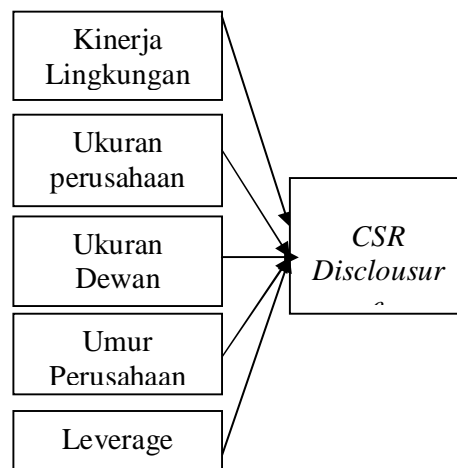 Kinerja
Lingkungan
Ukuran
perusahaan
Ukuran
Dewan
Umur
Perusahaan
Leverage
CSR
Disclousur